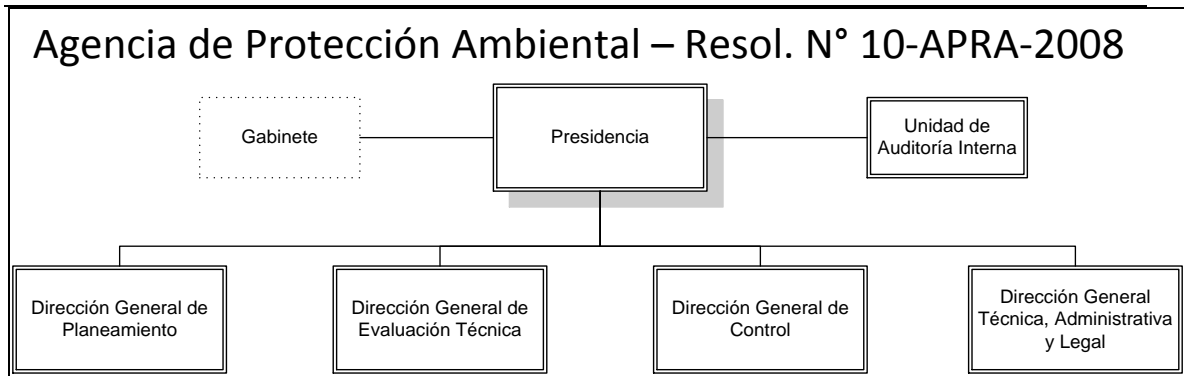 Agencia de Protección Ambiental – Resol. N° 10-APRA-2008
Gabinete
Presidencia
Unidad de
Auditoría Interna
Dirección General de
Planeamiento
Dirección General de
Evaluación Técnica
Dirección General de
Control
Dirección General
Técnica, Administrativa
y Legal